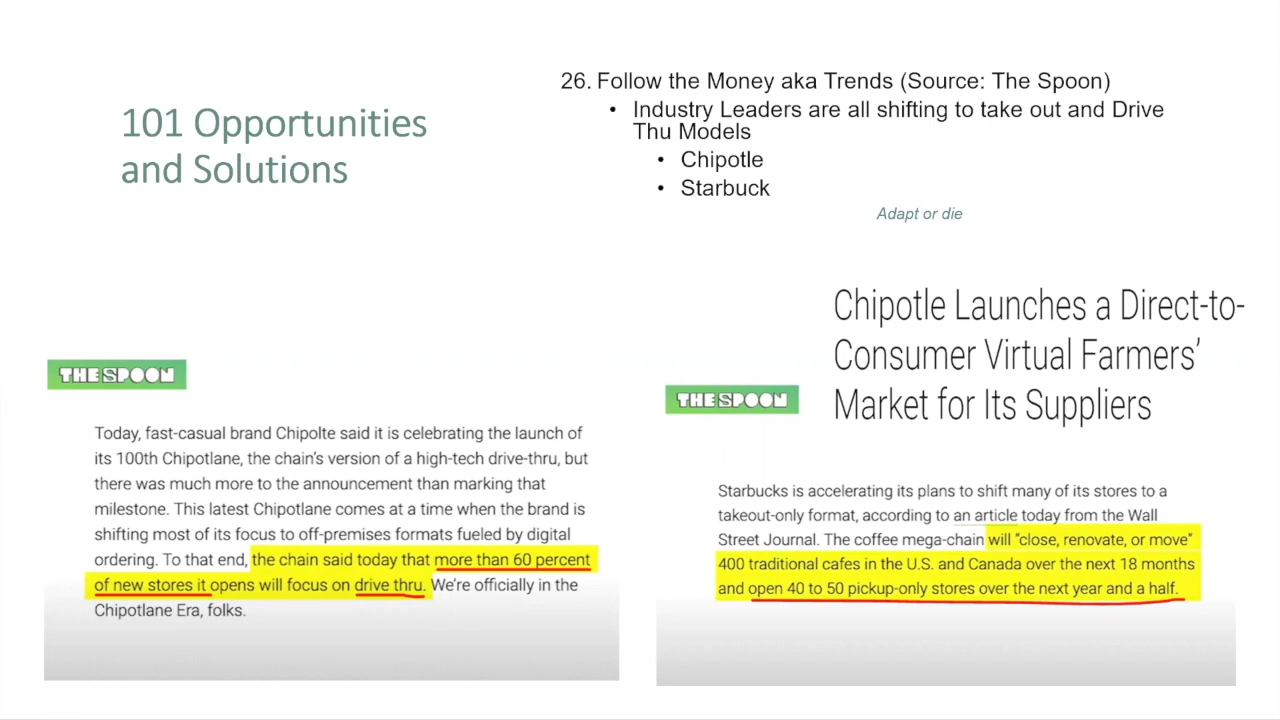 101 Opportunities
and Solutions
26. Follow the Money aka Trends (Source: The Spoon)
• Industry Leaders are all shifting to take out and Drive
Thu Models
• Chipotle
• Starbuck
Adapt or die
Chipotle Launches a Direct-to-
Consumer Virtual Farmers’
Market for Its Suppliers
THE SPOON
Today, fast-casual brand Chipolte said it is celebrating the launch of
its 100th Chipotlane, the chain’s version of a high-tech drive-thru, but
there was much more to the announcement than marking that
milestone. This latest Chipotlane comes at a time when the brand is
shifting most of its focus to off-premises formats fueled by digital
ordering. To that end, the chain said today that more than 60 percent
of new stores it opens will focus on drive thru. We’re officially in the
Chipotlane Era, folks.
THE SPOON
Starbucks is accelerating its plans to shift many of its stores to a
takeout-only format, according to an article today from the Wall
Street Journal. The coffee mega-chain will “close, renovate, or move”
400 traditional cafes in the U.S. and Canada over the next 18 months
and open 40 to 50 pickup-only stores over the next year and a half.